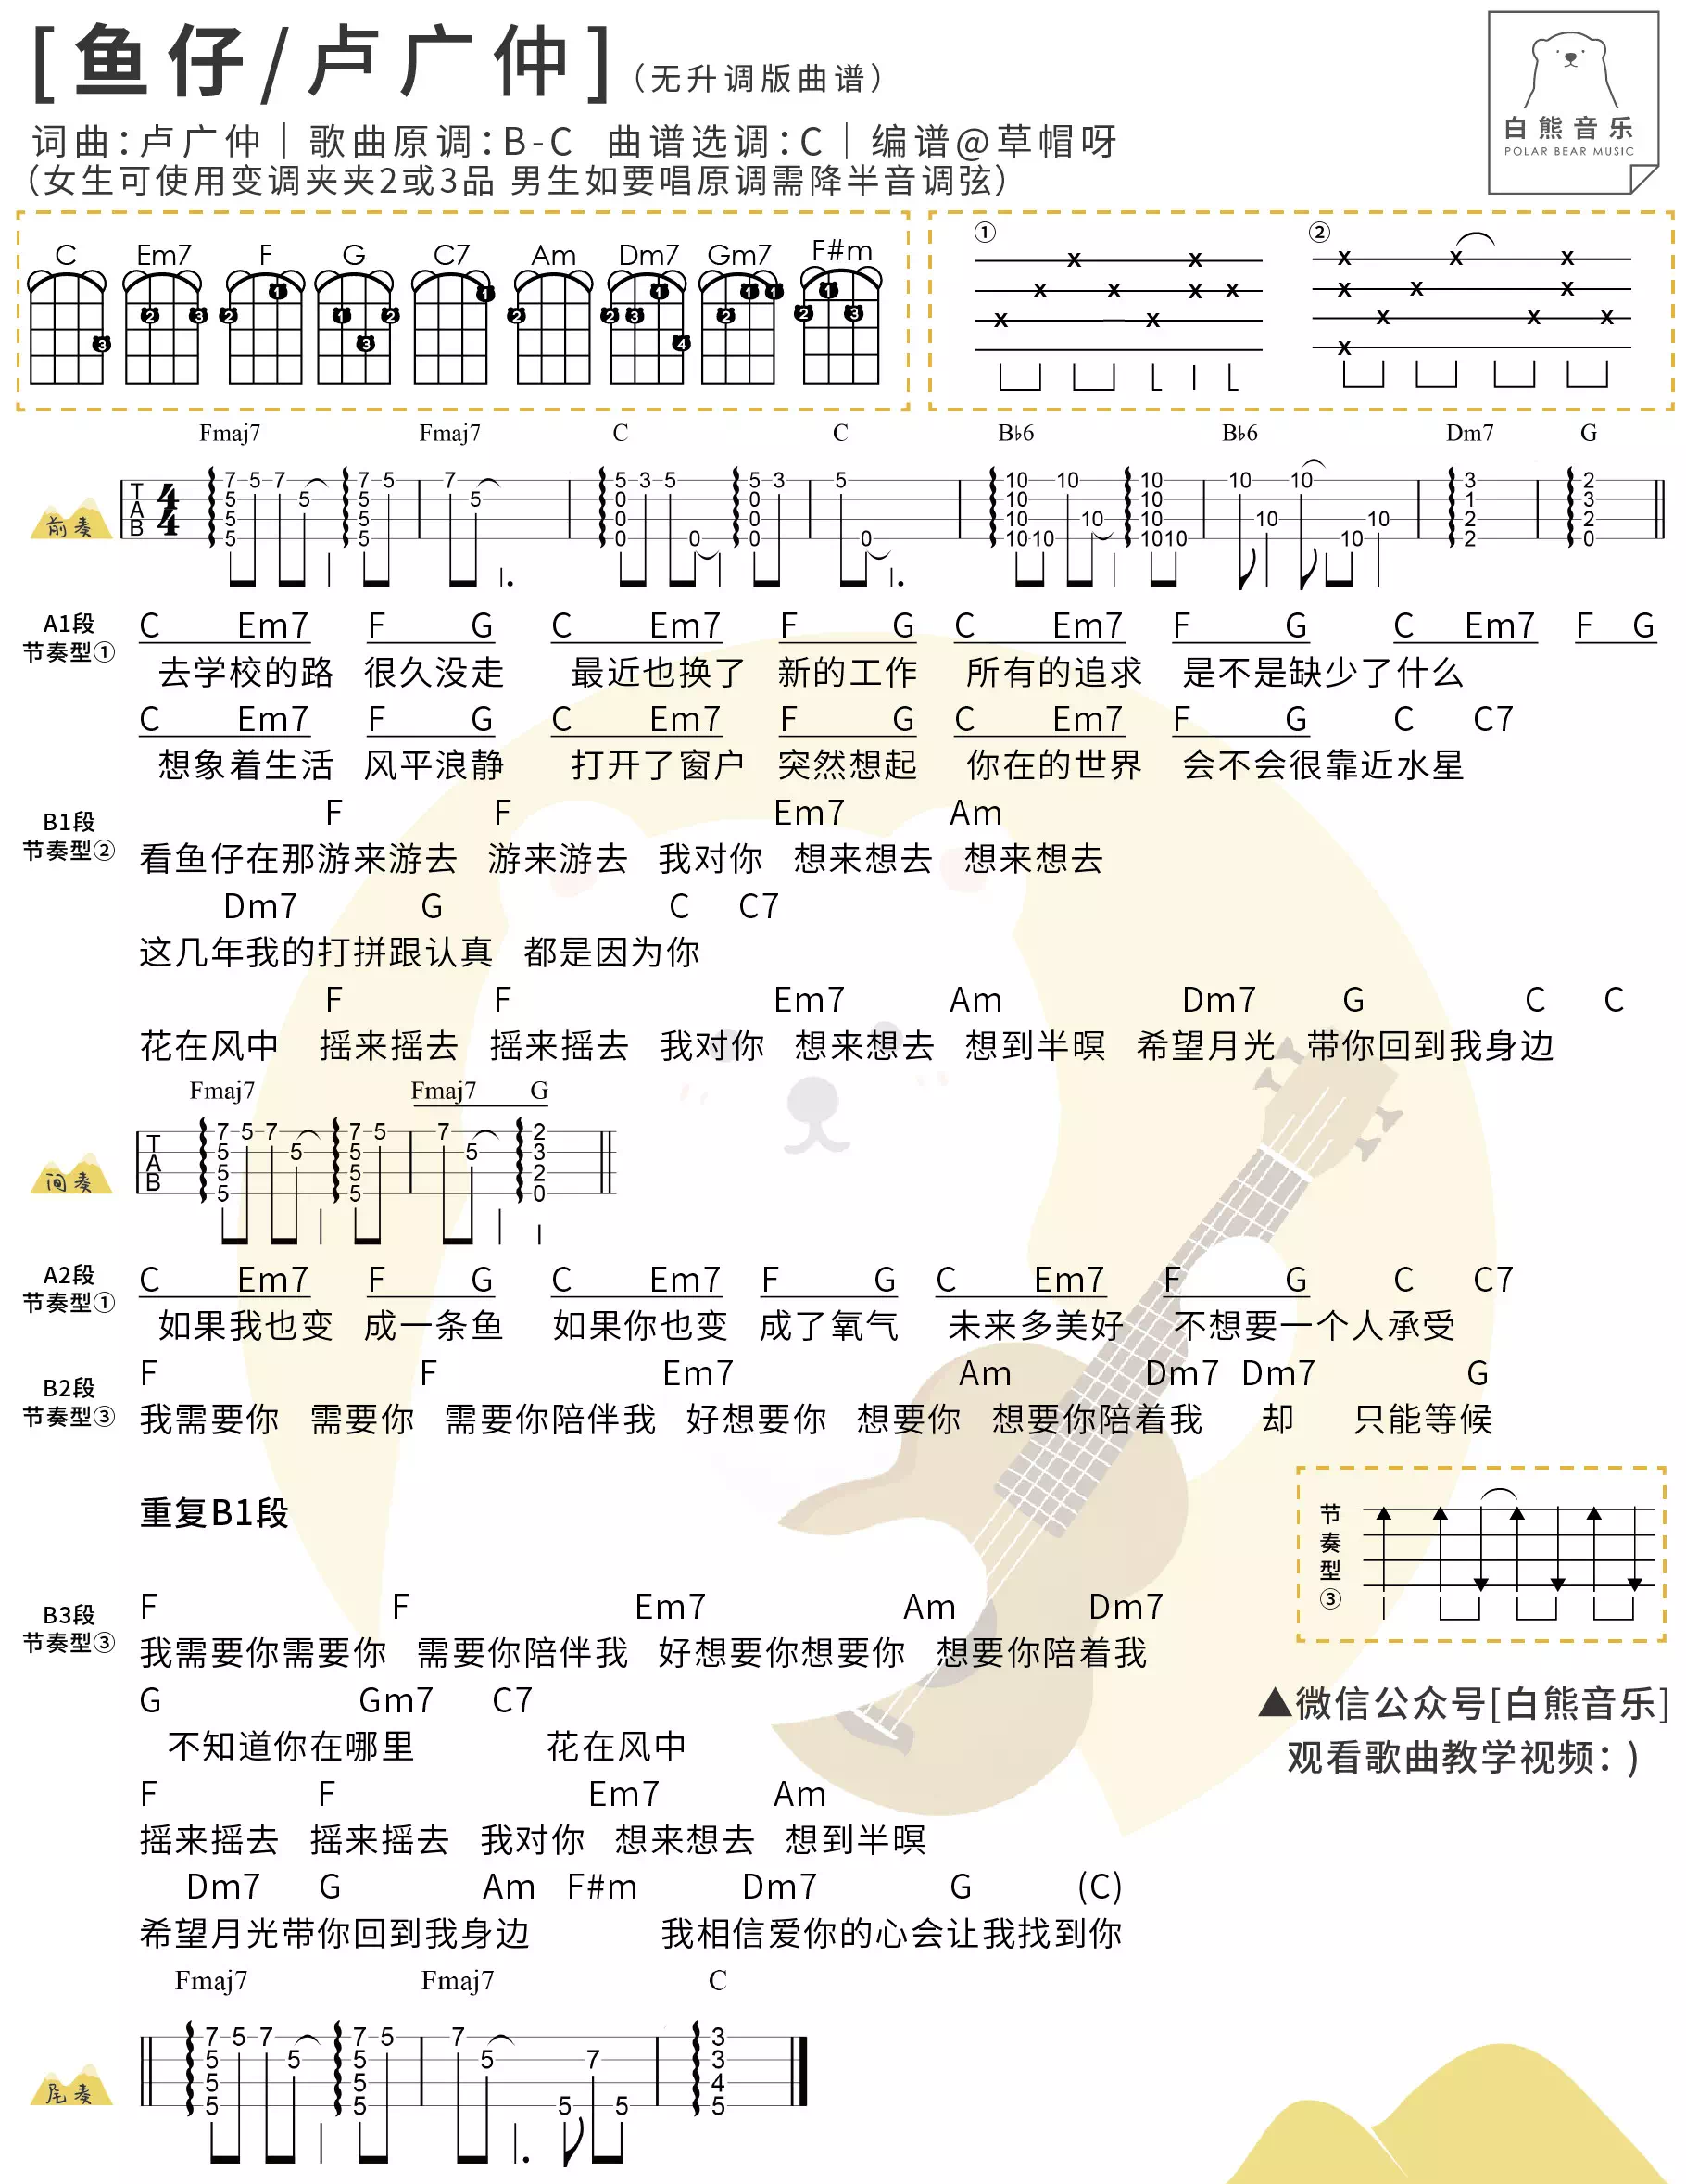 [鱼仔/卢广仲]（无升调版曲谱）
白熊音乐
POLAR BEAR MUSIC
词曲：卢广仲｜歌曲原调：B-C 曲谱选调：C｜编谱@草帽呀
（女生可使用变调夹夹2或3品 男生如要唱原调需降半音调弦）
C Em7 F G C7 Am Dm7 Gm7 F#m
① ②
Fmaj7 Fmaj7 C C B♭6 B♭6 Dm7 G
前奏
A1段
节奏型①
C Em7 F G C Em7 F G C Em7 F G C Em7 F G
去学校的路 很久没走 最近也换了 新的工作 所有的追求 是不是缺少了什么
C Em7 F G C Em7 F G C Em7 F G C C7
想象着生活 风平浪静 打开了窗户 突然想起 你在的世界 会不会很靠近水星
B1段
节奏型②
F F Em7 Am
看鱼仔在那游来游去 游来游去 我对你 想来想去 想来想去
Dm7 G C C7
这几年我的打拼跟认真 都是因为你
F F Em7 Am Dm7 G C C
花在风中 摇来摇去 摇来摇去 我对你 想来想去 想到半暝 希望月光 带你回到我身边
Fmaj7 Fmaj7 G
间奏
A2段
节奏型①
C Em7 F G C Em7 F G C Em7 F G C C7
如果我也变 成一条鱼 如果你也变 成了氧气 未来多美好 不想要一个人承受
B2段
节奏型③
F F Em7 Am Dm7 Dm7 G
我需要你 需要你 需要你陪伴我 好想要你 想要你 想要你陪着我 却 只能等候
重复B1段
节奏型③
B3段
节奏型③
F F Em7 Am Dm7
我需要你需要你 需要你陪伴我 好想要你想要你 想要你陪着我
G Gm7 C7
不知道你在哪里 花在风中
▲微信公众号[白熊音乐]
观看歌曲教学视频：)
F F Em7 Am
摇来摇去 摇来摇去 我对你 想来想去 想到半暝
Dm7 G Am F#m Dm7 G (C)
希望月光带你回到我身边 我相信爱你的心会让我找到你
Fmaj7 Fmaj7 C
尾奏